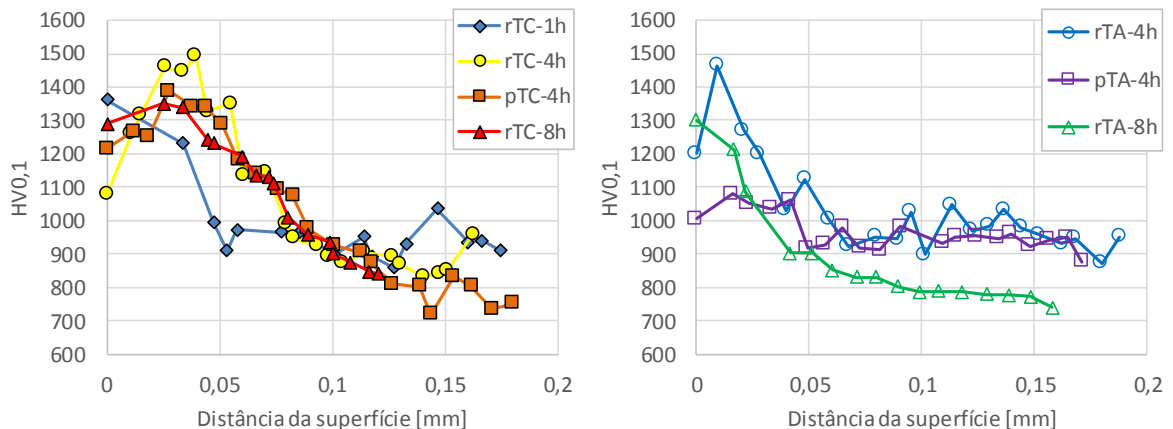 1600
1500
1400
1300
1200
1100
1000
900
800
700
600
HV0,1
0
0,05
0,1
0,15
0,2
Distância da superfície [mm]
rTC-1h
rTC-4h
pTC-4h
rTC-8h
1600
1500
1400
1300
1200
1100
1000
900
800
700
600
HV0,1
0
0,05
0,1
0,15
0,2
Distância da superfície [mm]
rTA-4h
pTA-4h
rTA-8h